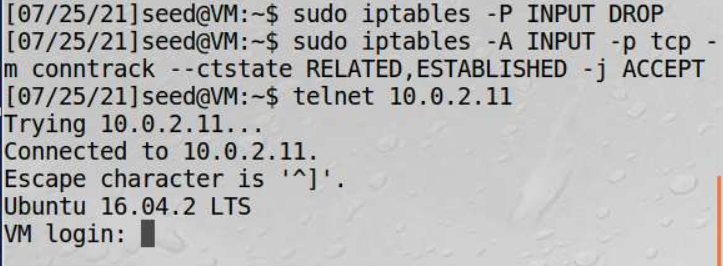 [07/25/21]seed@VM:~$ sudo iptables -P INPUT DROP
[07/25/21]seed@VM:~$ sudo iptables -A INPUT -p tcp -
m conntrack --ctstate RELATED,ESTABLISHED -j ACCEPT
[07/25/21]seed@VM:~$ telnet 10.0.2.11
Trying 10.0.2.11...
Connected to 10.0.2.11.
Escape character is '^]'.
Ubuntu 16.04.2 LTS
VM login: